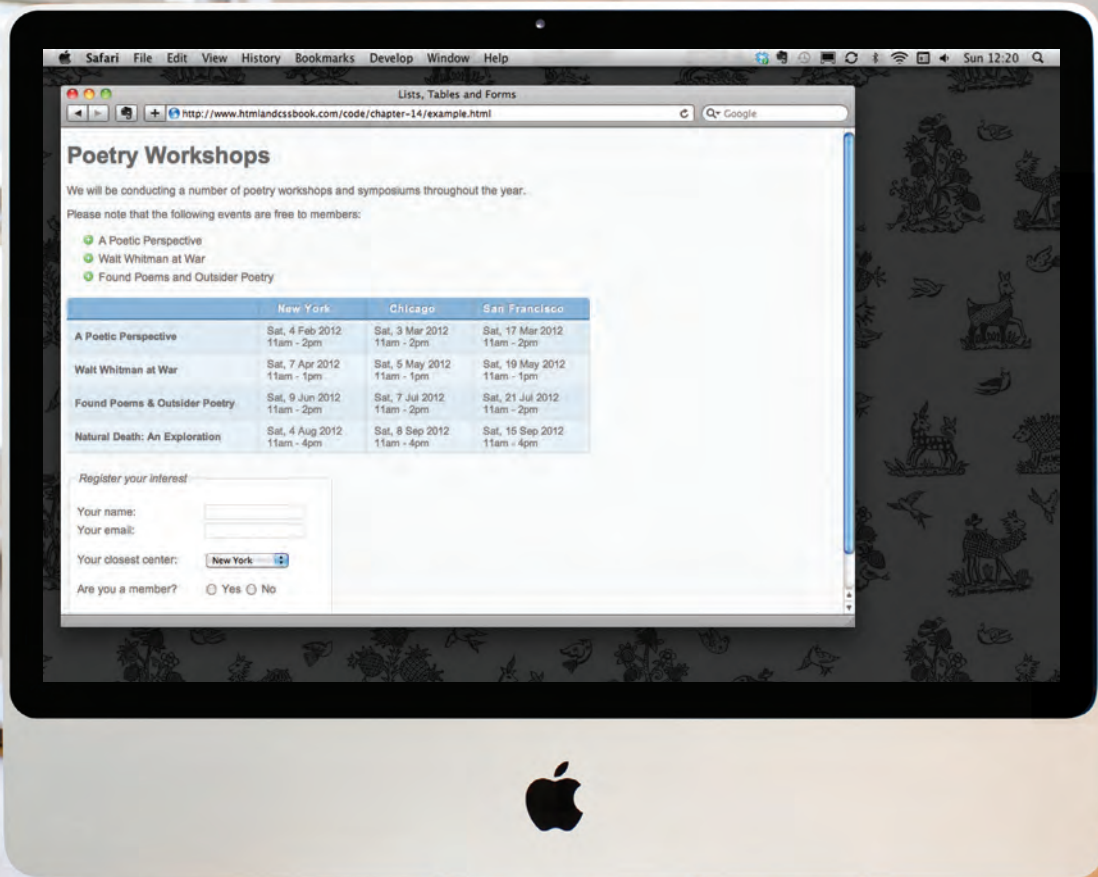 Safari File Edit View History Bookmarks Develop Window Help Sun 12:20
Lists, Tables and Forms
http://www.htmlandcssbook.com/code/chapter-14/example.html Google
Poetry Workshops
We will be conducting a number of poetry workshops and symposiums throughout the year.
Please note that the following events are free to members:
A Poetic Perspective
Walt Whitman at War
Found Poems and Outsider Poetry
New York Chicago San Francisco
A Poetic Perspective Sat, 4 Feb 2012 Sat, 3 Mar 2012 Sat, 17 Mar 2012
11am - 2pm 11am - 2pm 11am - 2pm
Walt Whitman at War Sat, 7 Apr 2012 Sat, 5 May 2012 Sat, 19 May 2012
11am - 1pm 11am - 1pm 11am - 1pm
Found Poems & Outsider Poetry Sat, 9 Jun 2012 Sat, 7 Jul 2012 Sat, 21 Jul 2012
11am - 2pm 11am - 2pm 11am - 2pm
Natural Death: An Exploration Sat, 4 Aug 2012 Sat, 8 Sep 2012 Sat, 15 Sep 2012
11am - 4pm 11am - 4pm 11am - 4pm
Register your interest
Your name:
Your email:
Your closest center: New York
Are you a member? Yes No